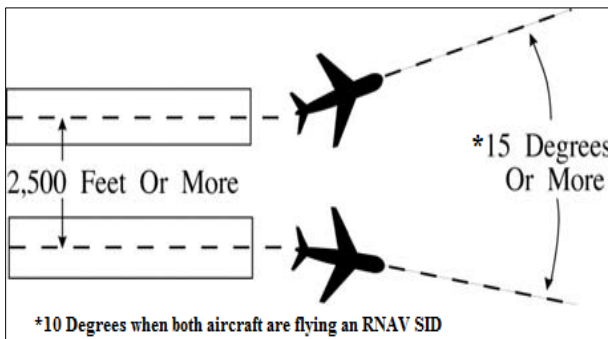 2,500 Feet Or More
*15 Degrees
Or More
*10 Degrees when both aircraft are flying an RNAV SID